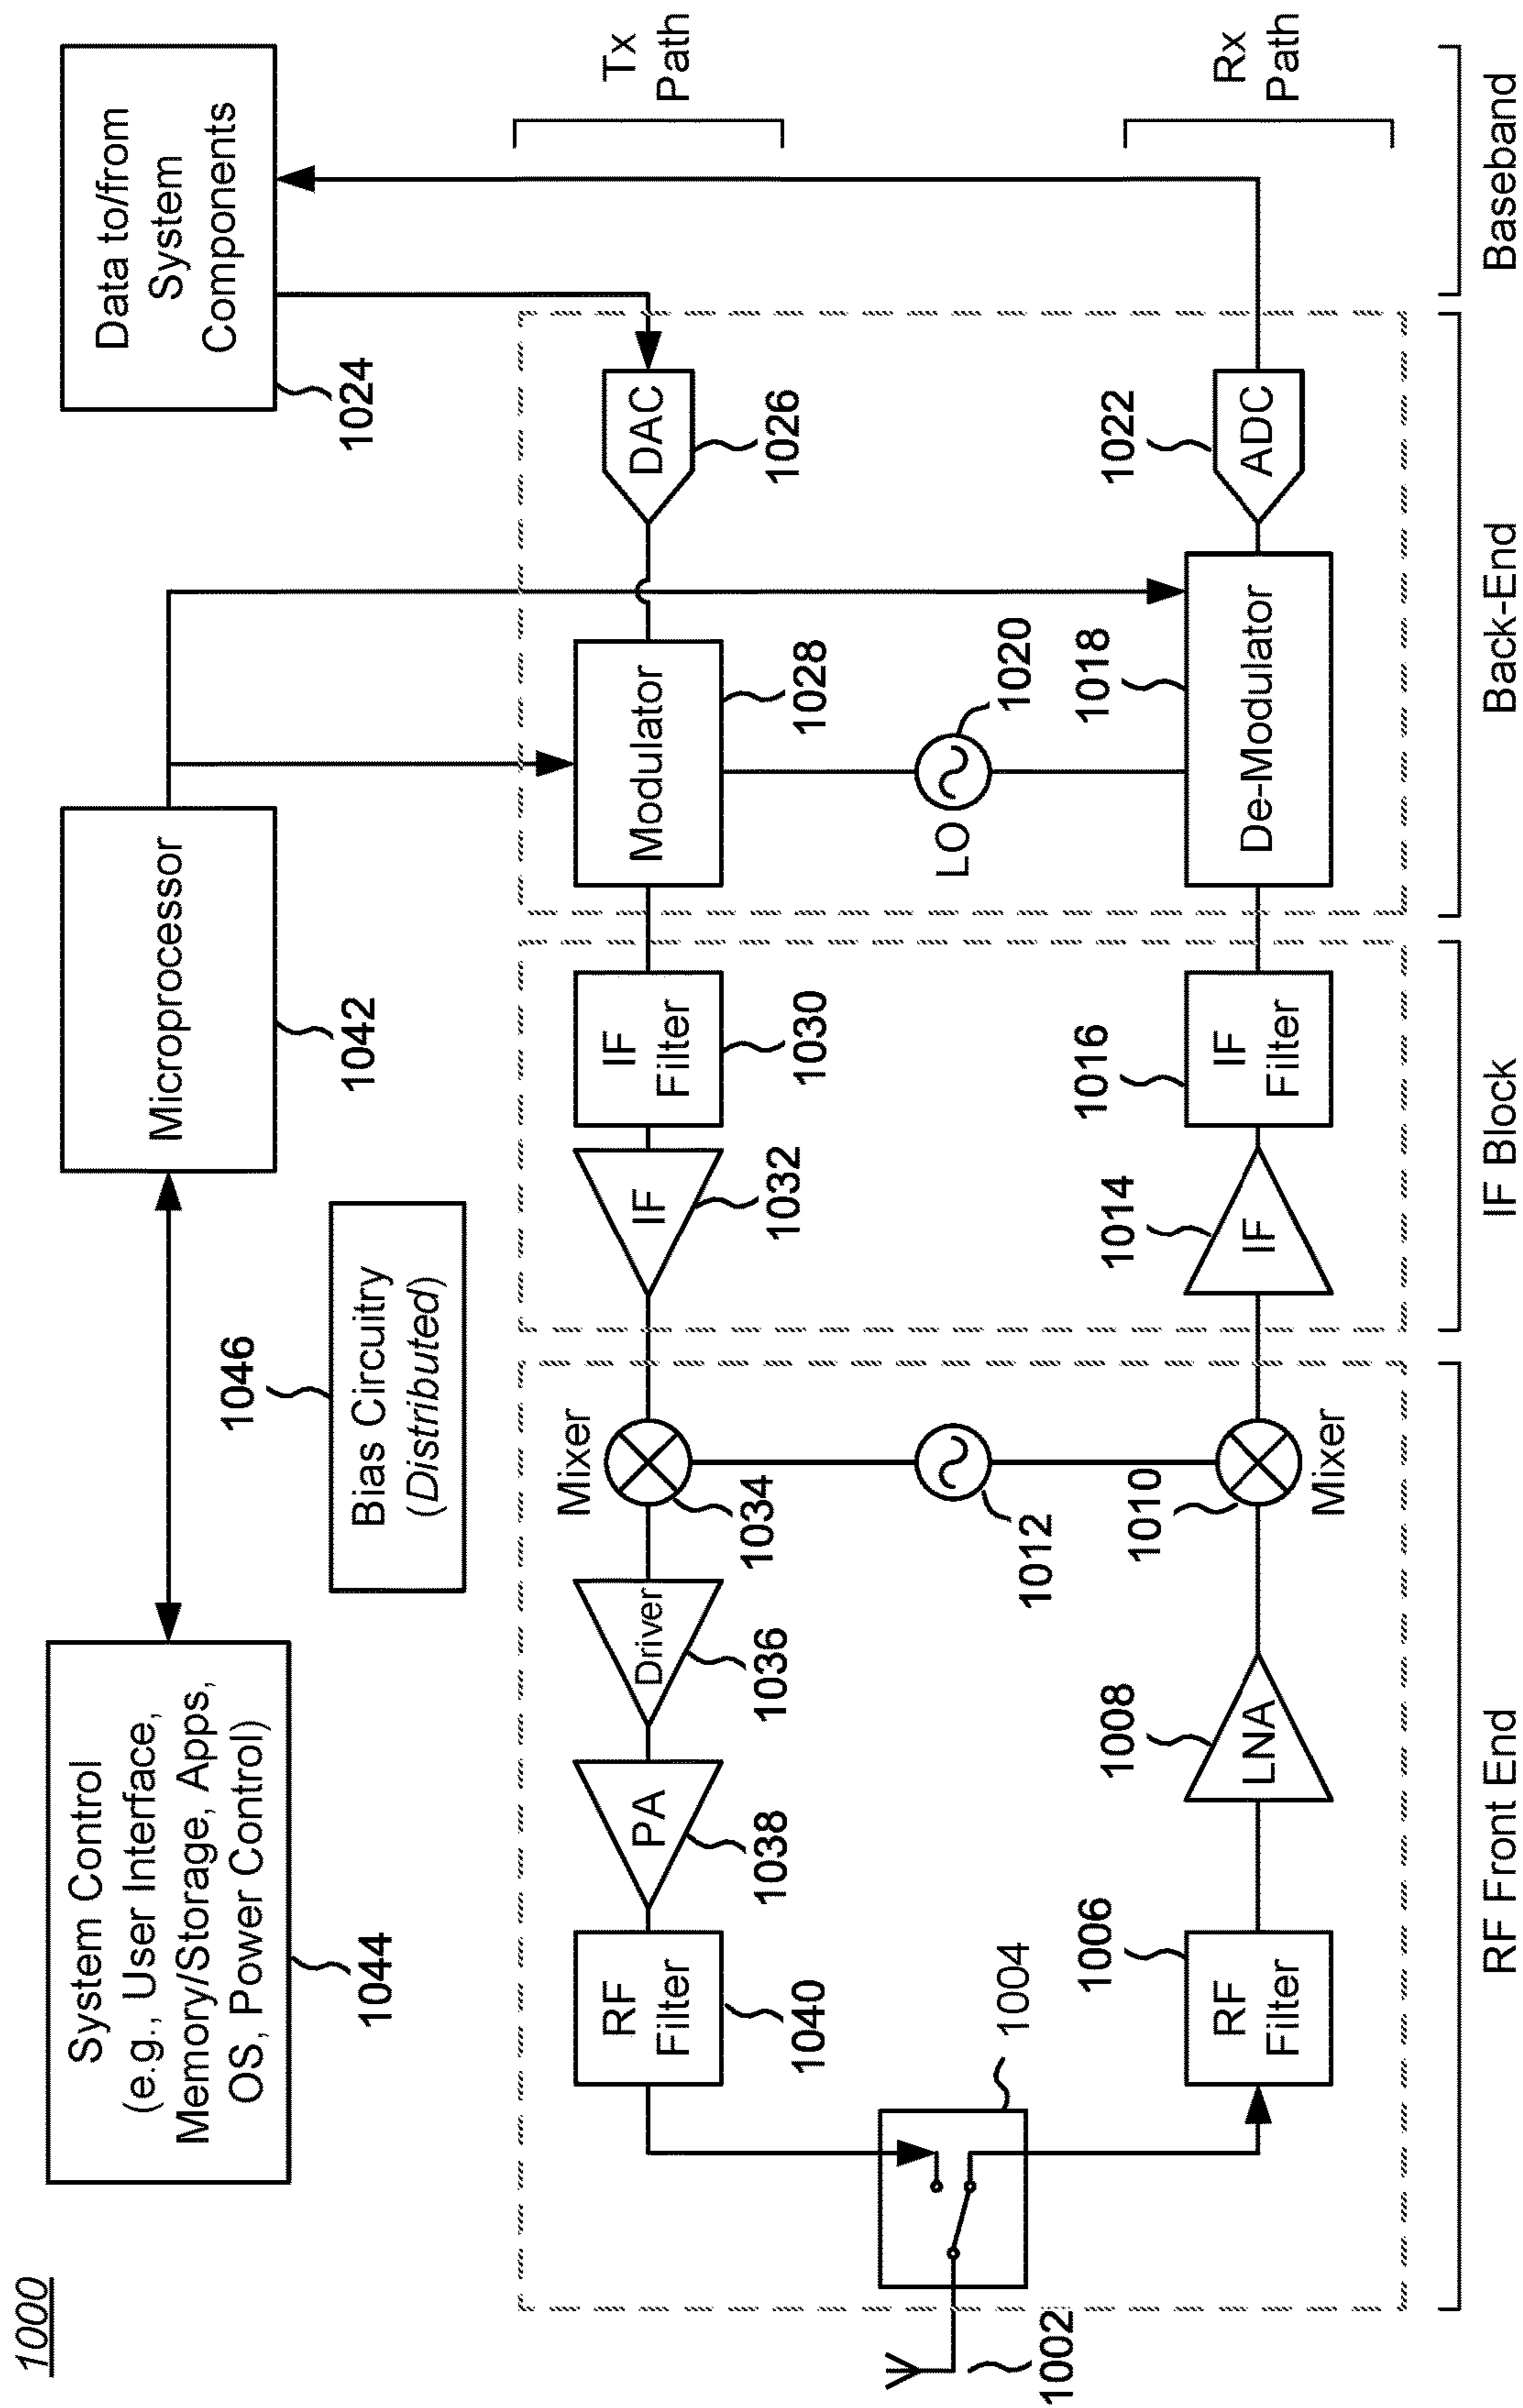 1000
System Control
(e.g., User Interface,
Memory/Storage, Apps,
OS, Power Control)
1044
Microprocessor
1042
Data to/from
System
Components
1024
1046
Bias Circuitry
(Distributed)
Tx
Path
RF
Filter
1040
PA
1038
Driver
1036
Mixer
1034
IF
1032
IF
Filter
1030
Modulator
1028
DAC
1026
1002
1004
1012
LO
1020
Rx
Path
1006
RF
Filter
1008
LNA
1010
Mixer
1014
IF
1016
IF
Filter
1018
De-Modulator
1022
ADC
RF Front End
IF Block
Back-End
Baseband